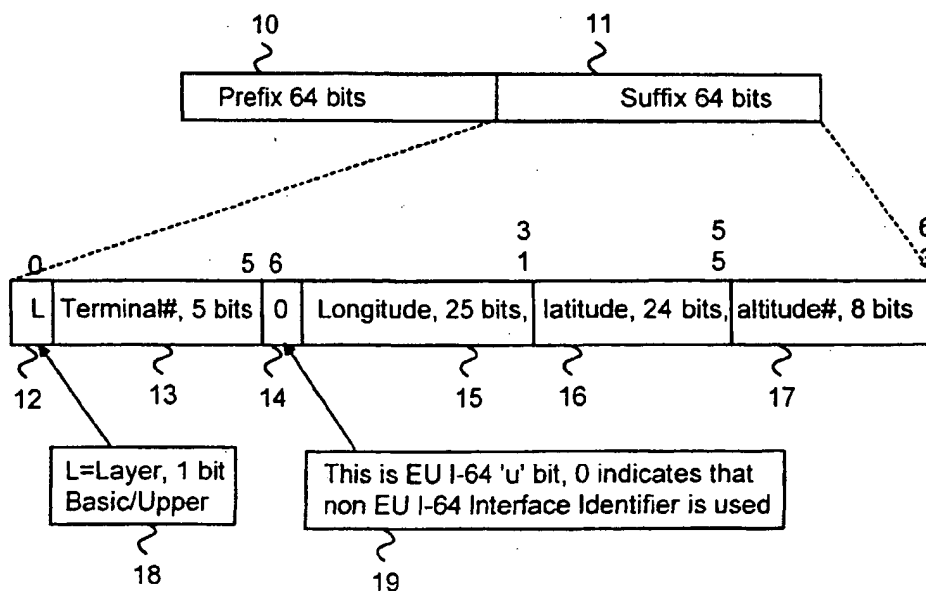 10 11
Prefix 64 bits Suffix 64 bits
3 5 6
0 5 6 1 5 3
L Terminal#, 5 bits 0 Longitude, 25 bits, latitude, 24 bits, altitude#, 8 bits
12 13 14 15 16 17
L=Layer, 1 bit This is EU I-64 'u' bit, 0 indicates that
Basic/Upper non EU I-64 Interface Identifier is used
18 19